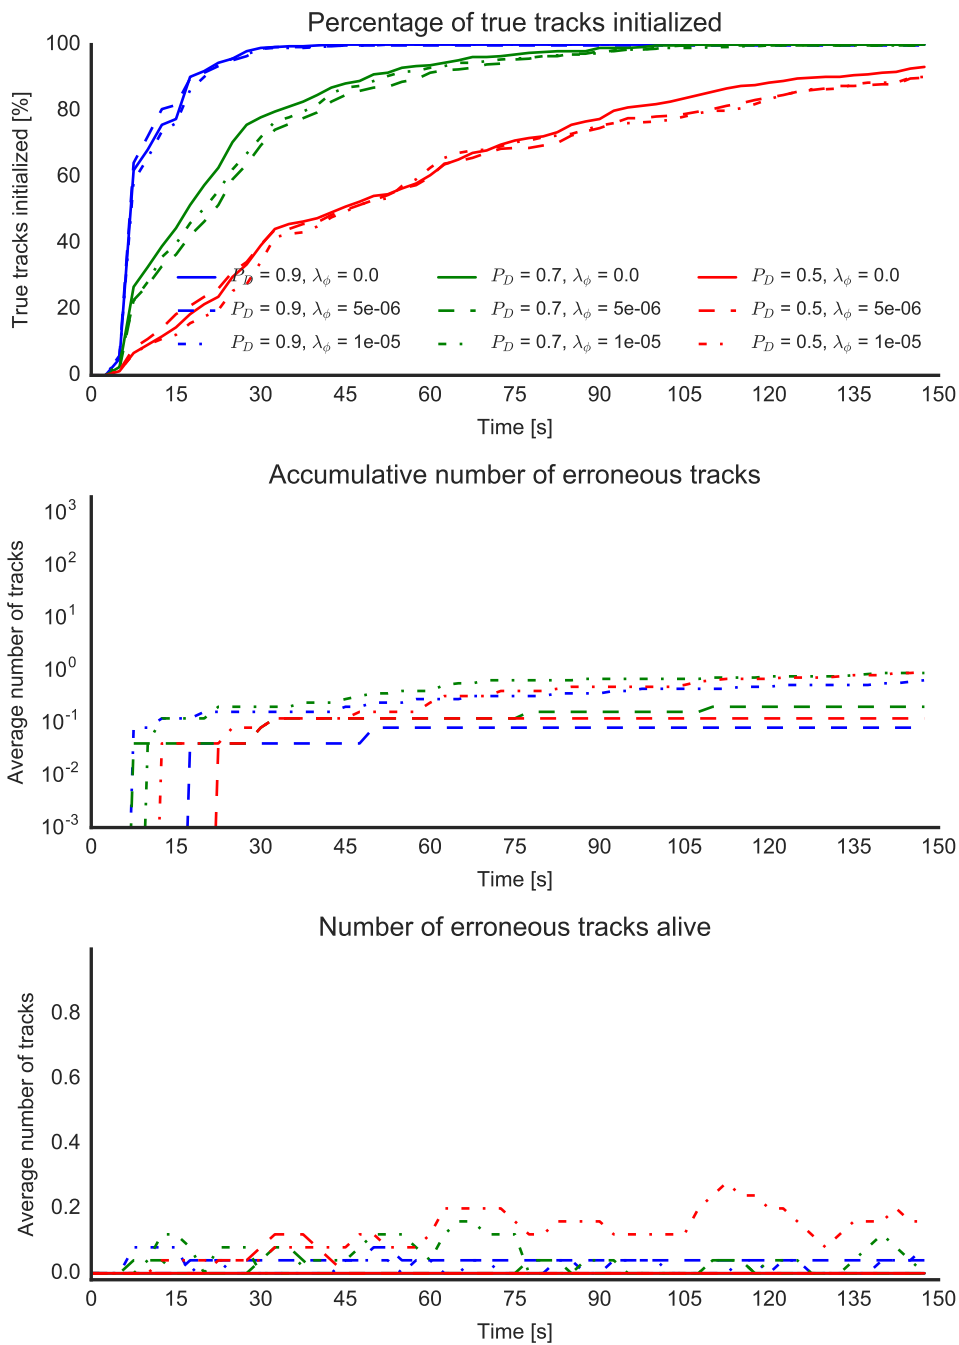 Percentage of true tracks initialized
True tracks initialized [%]
100
80
60
40
20
0
P_D = 0.9, λ_ϕ = 0.0
P_D = 0.9, λ_ϕ = 5e-06
P_D = 0.9, λ_ϕ = 1e-05
P_D = 0.7, λ_ϕ = 0.0
P_D = 0.7, λ_ϕ = 5e-06
P_D = 0.7, λ_ϕ = 1e-05
P_D = 0.5, λ_ϕ = 0.0
P_D = 0.5, λ_ϕ = 5e-06
P_D = 0.5, λ_ϕ = 1e-05
0 15 30 45 60 75 90 105 120 135 150
Time [s]
Accumulative number of erroneous tracks
Average number of tracks
10^3
10^2
10^1
10^0
10^-1
10^-2
10^-3
0 15 30 45 60 75 90 105 120 135 150
Time [s]
Number of erroneous tracks alive
Average number of tracks
0.8
0.6
0.4
0.2
0.0
0 15 30 45 60 75 90 105 120 135 150
Time [s]